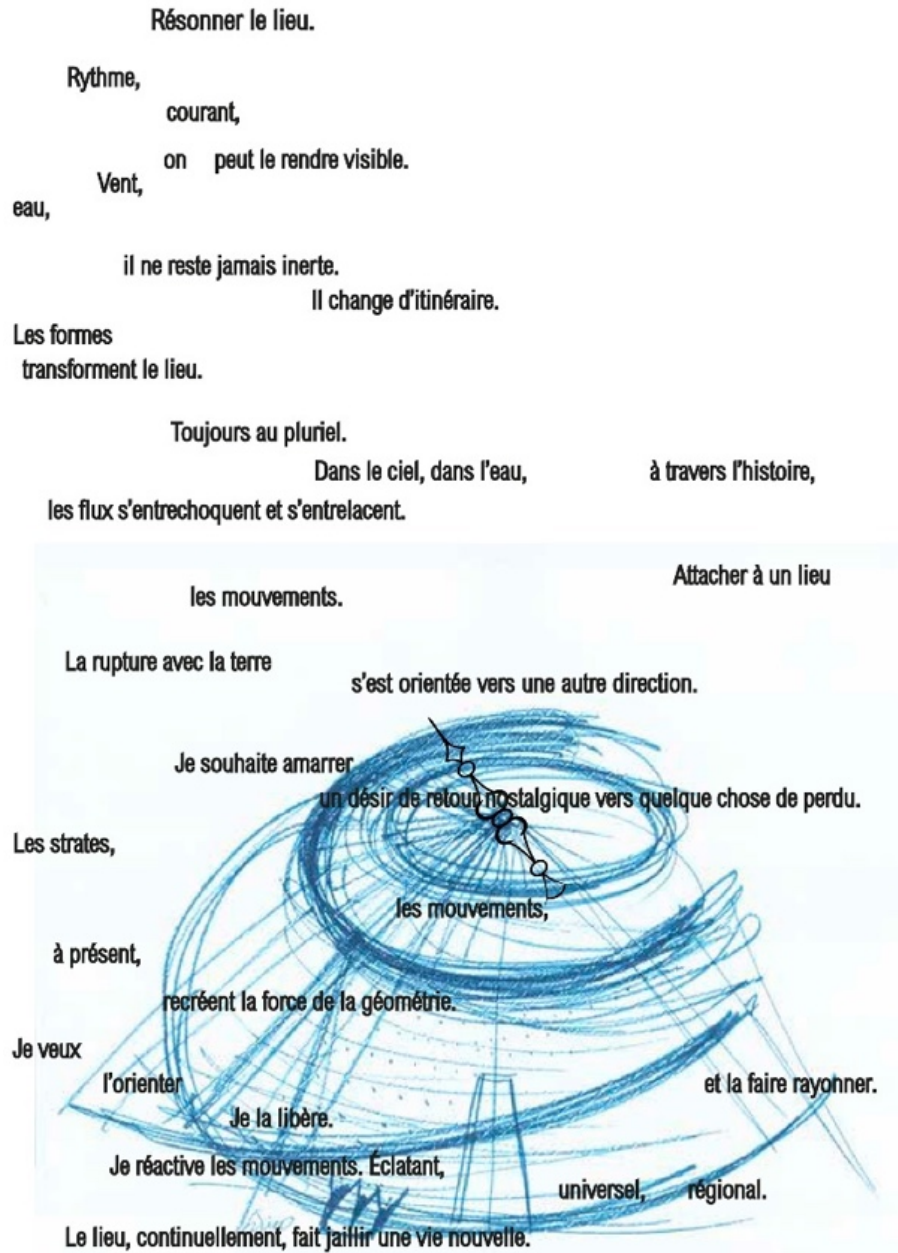 Résonner le lieu.
Rythme,
courant,
on peut le rendre visible.
Vent,
eau,
il ne reste jamais inerte.
Il change d'itinéraire.
Les formes
transforment le lieu.
Toujours au pluriel.
Dans le ciel, dans l'eau, à travers l'histoire,
les flux s'entrechoquent et s'entrelacent.
Attacher à un lieu
les mouvements.
La rupture avec la terre
s'est orientée vers une autre direction.
Je souhaite amarrer
un désir de retour nostalgique vers quelque chose de perdu.
Les strates,
les mouvements,
à présent,
recréent la force de la géométrie.
Je veux
l'orienter et la faire rayonner.
Je la libère.
Je réactive les mouvements. Éclatant,
universel, régional.
Le lieu, continuellement, fait jaillir une vie nouvelle.